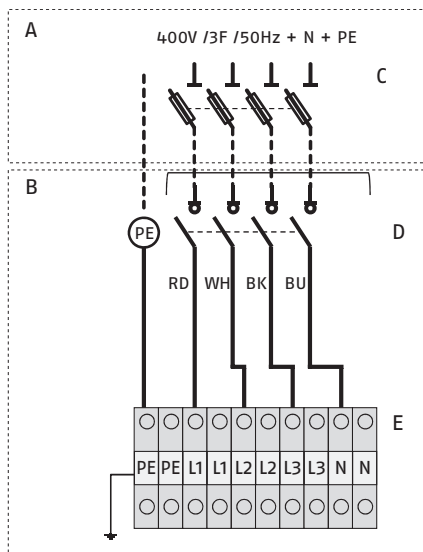 A
400V /3F /50Hz + N + PE
C
B
PE
D
RD WH BK BU
E
PE PE L1 L1 L2 L2 L3 L3 N N